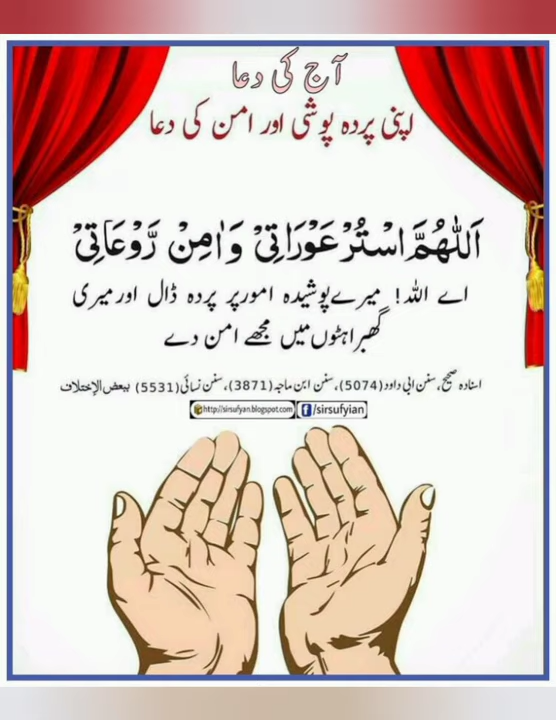 آج کی دعا
اپنی پردہ پوشی اور امن کی دعا
اَللّٰهُمَّ اسْتُرْ عَوْرَاتِيْ وَاٰمِنْ رَّوْعَاتِيْ
اے اللہ! میرے پوشیدہ امور پر پردہ ڈال اور میری
گھبراہٹوں میں مجھے امن دے
اسنادہ صحیح، سنن ابی داود (5074)، سنن ابن ماجہ (3871)، سنن نسائی (5531) ببعض الإختلاف
http://sirsufyan.blogspot.com f/sirsufyian